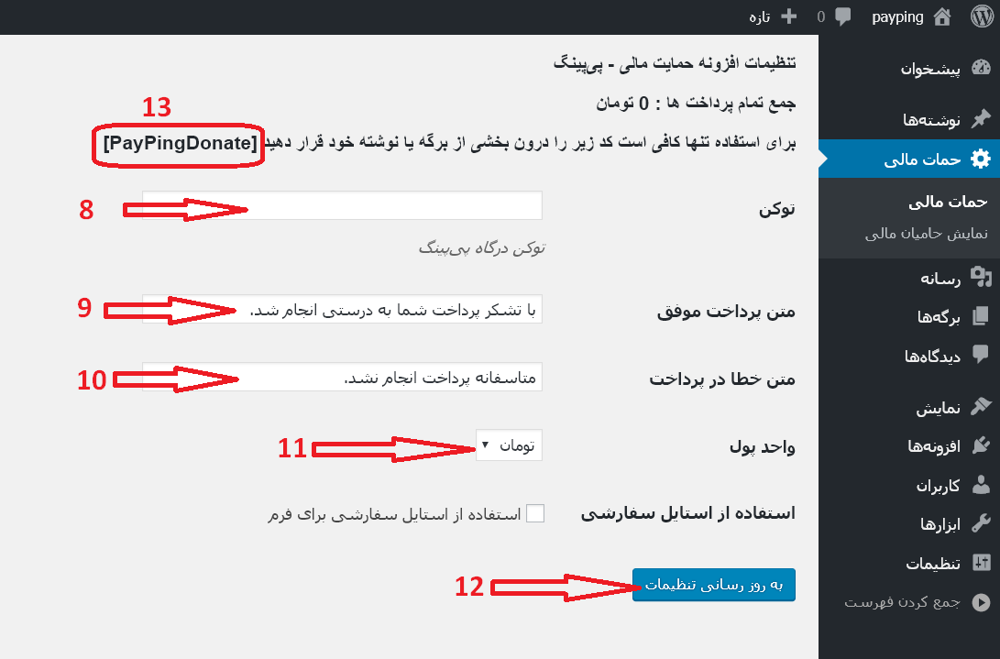 payping 0 تازه
پیشخوان
نوشته‌ها
حمات مالی
حمات مالی
نمایش حامیان مالی
رسانه
برگه‌ها
دیدگاه‌ها
نمایش
افزونه‌ها
کاربران
ابزارها
تنظیمات
جمع کردن فهرست
تنظیمات افزونه حمایت مالی - پی‌پینگ
جمع تمام پرداخت ها : 0 تومان
13
برای استفاده تنها کافی است کد زیر را درون بخشی از برگه یا نوشته خود قرار دهید [PayPingDonate]
توکن 8
توکن درگاه پی‌پینگ
متن پرداخت موفق با تشکر پرداخت شما به درستی انجام شد. 9
متن خطا در پرداخت متاسفانه پرداخت انجام نشد. 10
واحد پول تومان 11
استفاده از استایل سفارشی استفاده از استایل سفارشی برای فرم
به روز رسانی تنظیمات 12